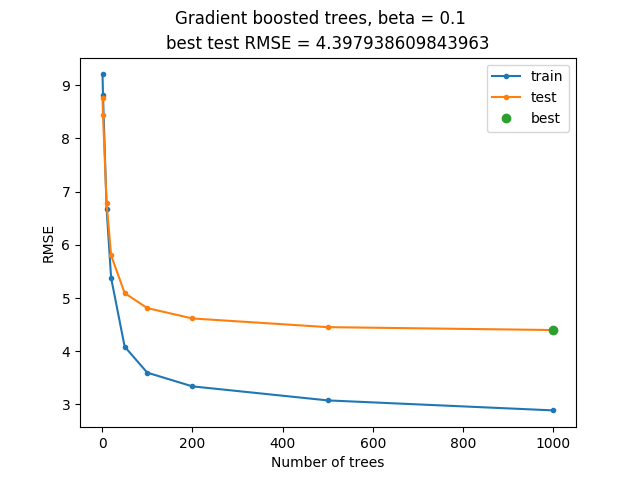 Gradient boosted trees, beta = 0.1
best test RMSE = 4.397938609843963
train
test
best
RMSE
9
8
7
6
5
4
3
0
200
400
600
800
1000
Number of trees